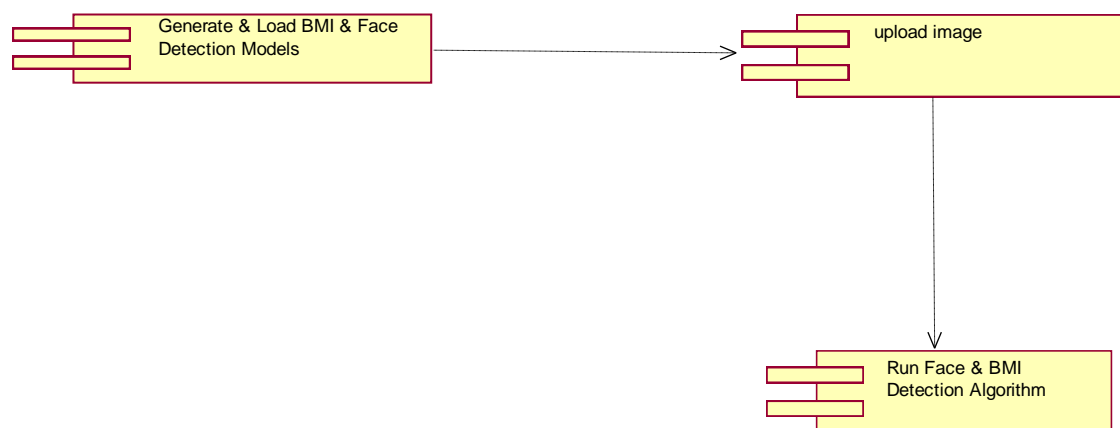 Generate & Load BMI & Face
Detection Models
upload image
Run Face & BMI
Detection Algorithm